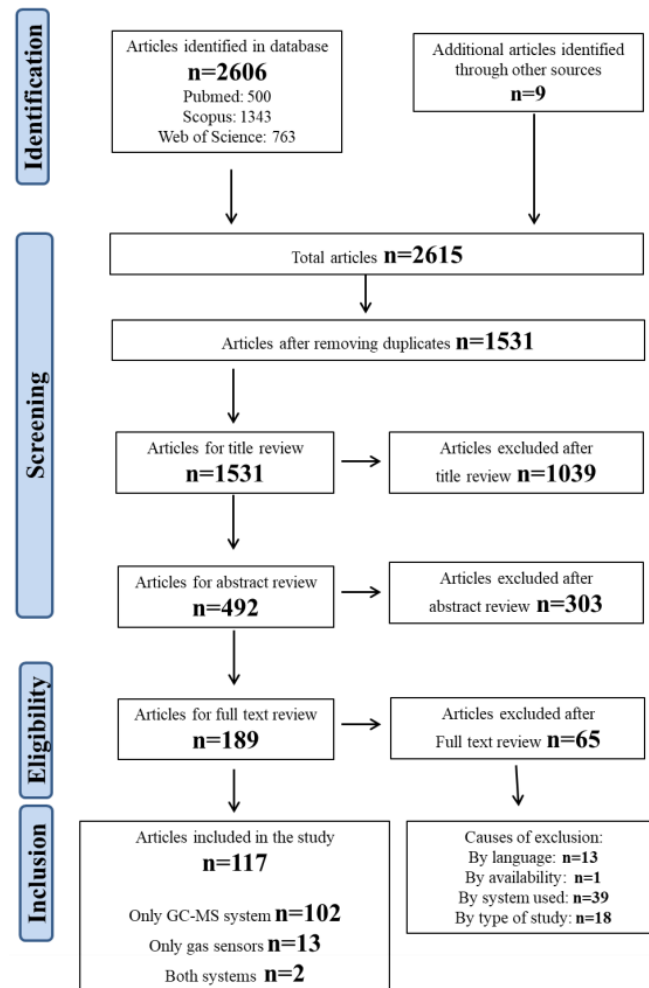 Identification
Articles identified in database
n=2606
Pubmed: 500
Scopus: 1343
Web of Science: 763
Additional articles identified
through other sources
n=9
Screening
Total articles n=2615
Articles after removing duplicates n=1531
Articles for title review
n=1531
Articles excluded after
title review n=1039
Articles for abstract review
n=492
Articles excluded after
abstract review n=303
Eligibility
Articles for full text review
n=189
Articles excluded after
Full text review n=65
Inclusion
Articles included in the study
n=117
Only GC-MS system n=102
Only gas sensors n=13
Both systems n=2
Causes of exclusion:
By language: n=13
By availability: n=1
By system used: n=39
By type of study: n=18